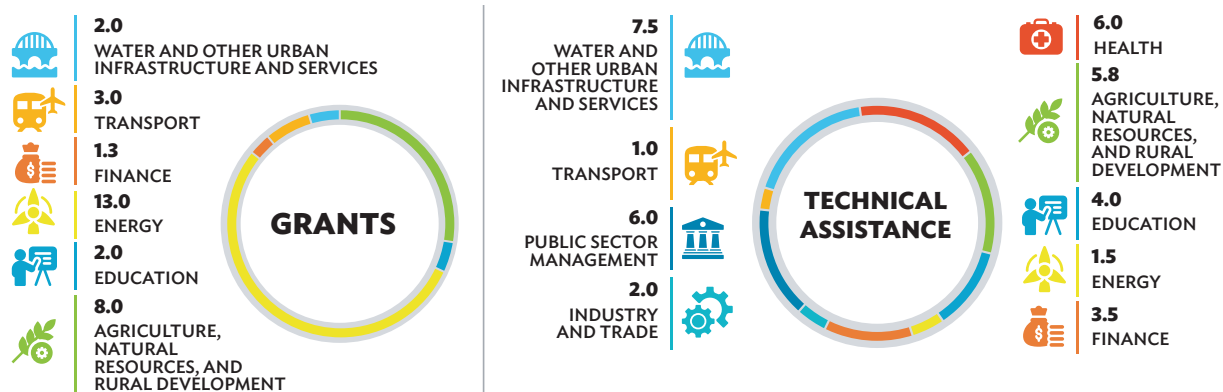 2.0
WATER AND OTHER URBAN
INFRASTRUCTURE AND SERVICES
3.0
TRANSPORT
1.3
FINANCE
13.0
ENERGY
2.0
EDUCATION
8.0
AGRICULTURE,
NATURAL
RESOURCES, AND
RURAL DEVELOPMENT
GRANTS
7.5
WATER AND
OTHER URBAN
INFRASTRUCTURE
AND SERVICES
1.0
TRANSPORT
6.0
PUBLIC SECTOR
MANAGEMENT
2.0
INDUSTRY
AND TRADE
TECHNICAL
ASSISTANCE
6.0
HEALTH
5.8
AGRICULTURE,
NATURAL
RESOURCES,
AND RURAL
DEVELOPMENT
4.0
EDUCATION
1.5
ENERGY
3.5
FINANCE